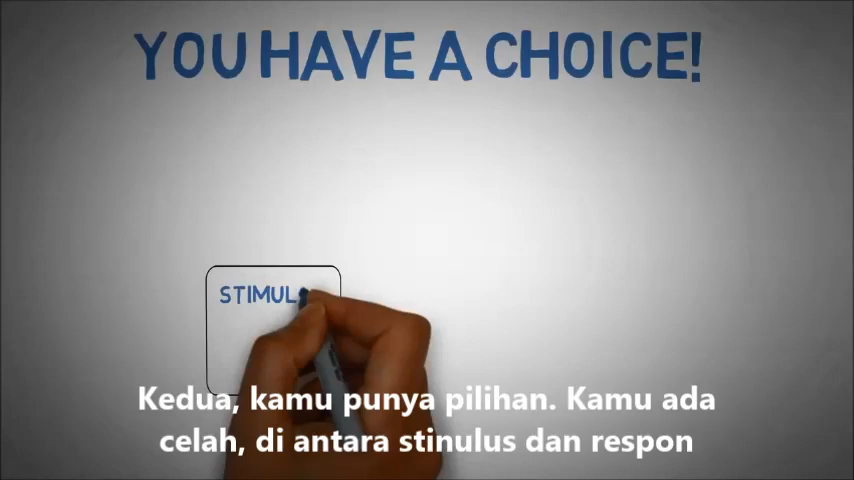 YOU HAVE A CHOICE!
STIMUL
Kedua, kamu punya pilihan. Kamu ada
celah, di antara stinulus dan respon